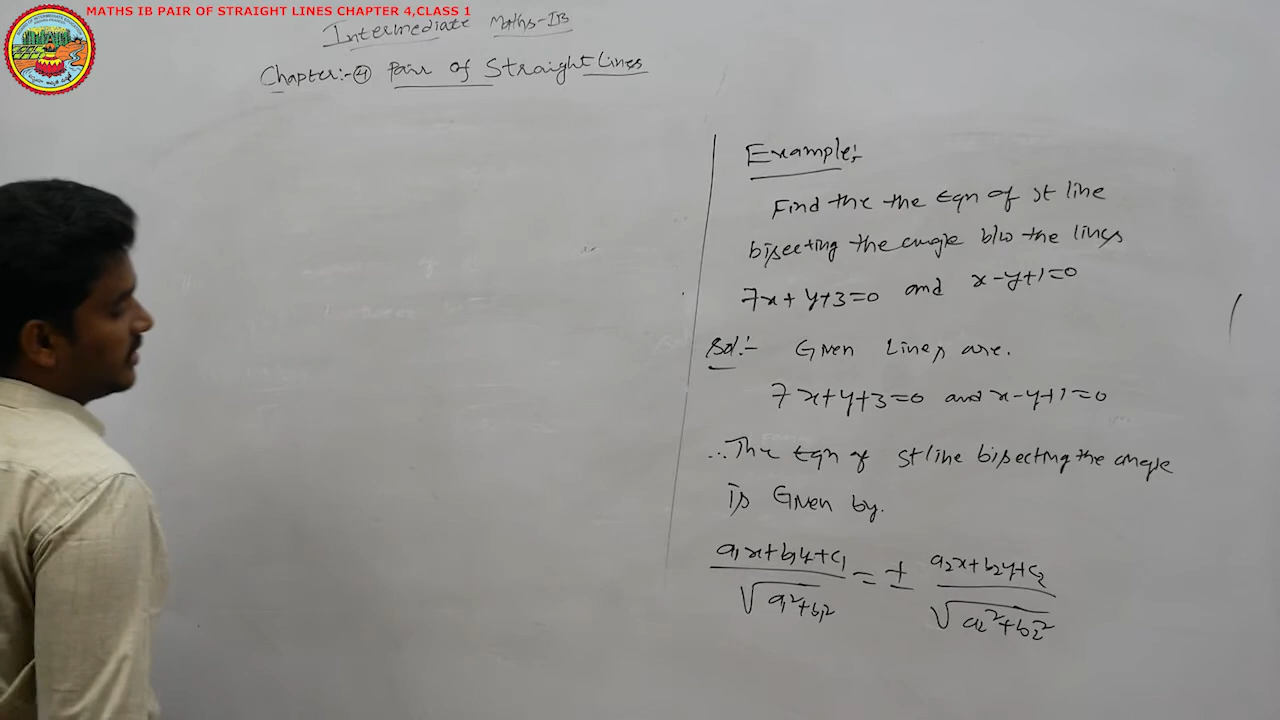 MATHS IB PAIR OF STRAIGHT LINES CHAPTER 4,CLASS 1
Intermediate Maths-IB
Chapter:-④ Pair of Straight Lines
Example:
Find the the Eqn of st line
bisecting the angle b/w the lines
7x+y+3=0 and x-y+1=0
Sol:- Given Lines are.
7x+y+3=0 and x-y+1=0
∴ The Eqn of st line bisecting the angle
is Given by.
a₁x+b₁y+c₁/√a₁²+b₁² = ± a₂x+b₂y+c₂/√a₂²+b₂²